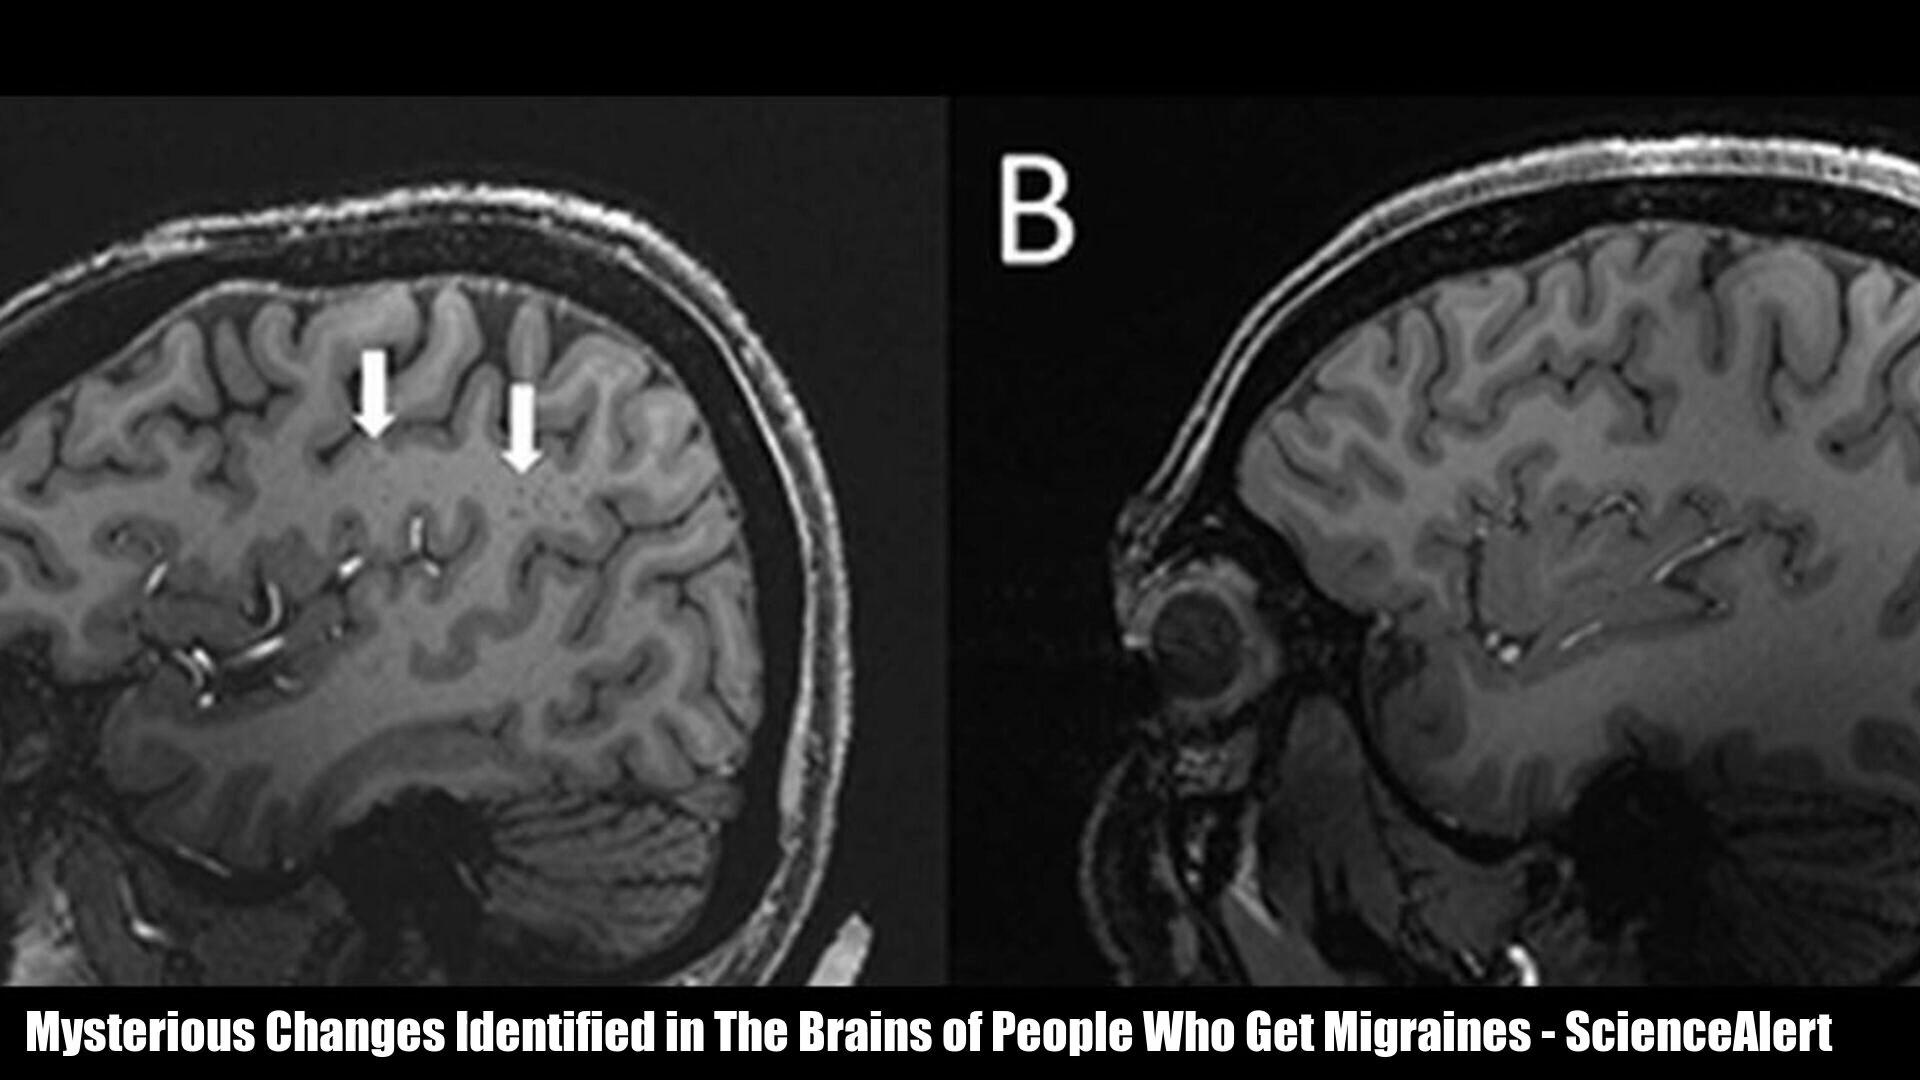 B
Mysterious Changes Identified in The Brains of People Who Get Migraines - ScienceAlert